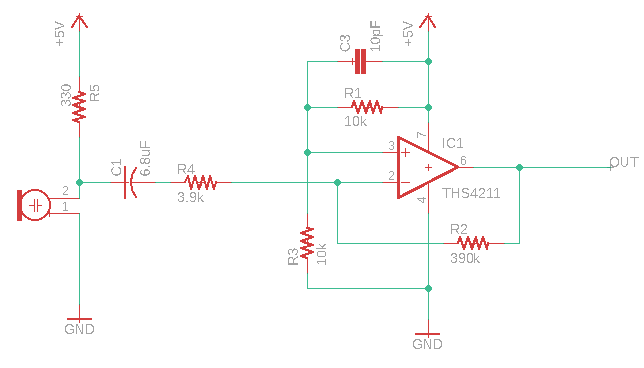 +5V
330
R5
C1
6.8uF
R4
3.9k
2
1
GND
C3
10pF
+5V
R1
10k
3
2
7
IC1
6
OUT
4
THS4211
R2
390k
R3
10k
GND